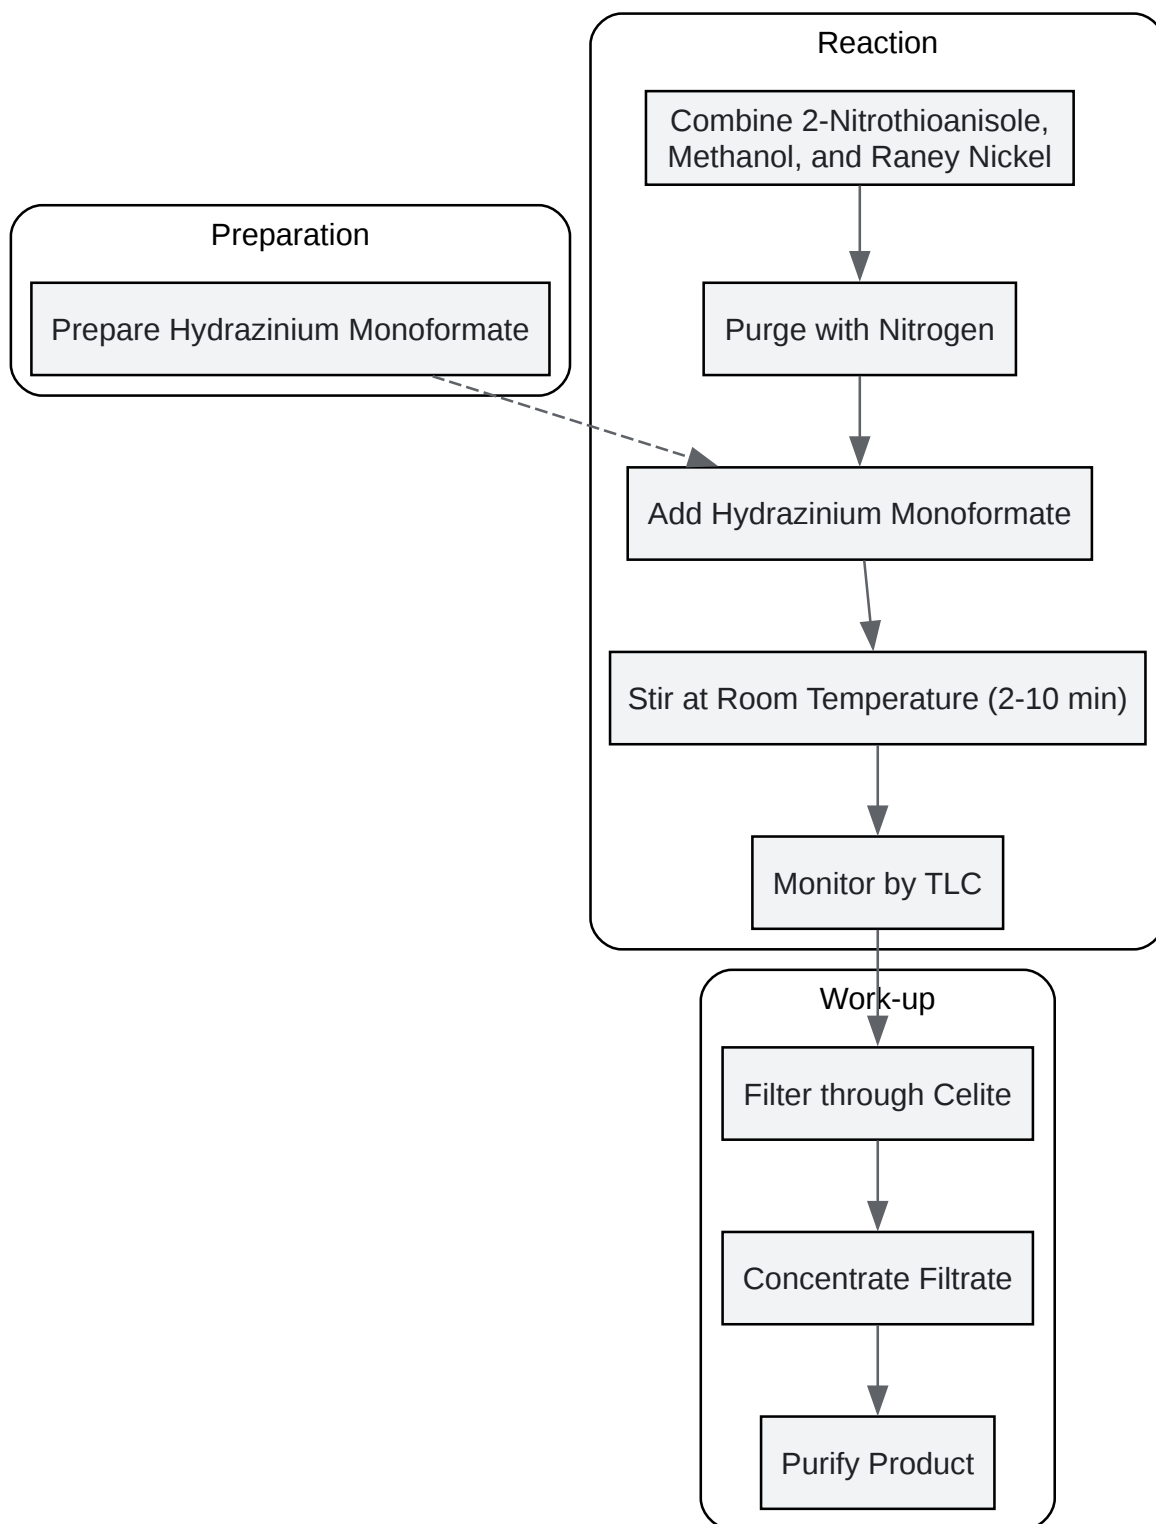 Reaction
Combine 2-Nitrothioanisole,
Methanol, and Raney Nickel
Preparation
Prepare Hydrazinium Monoformate
Purge with Nitrogen
Add Hydrazinium Monoformate
Stir at Room Temperature (2-10 min)
Monitor by TLC
Work-up
Filter through Celite
Concentrate Filtrate
Purify Product